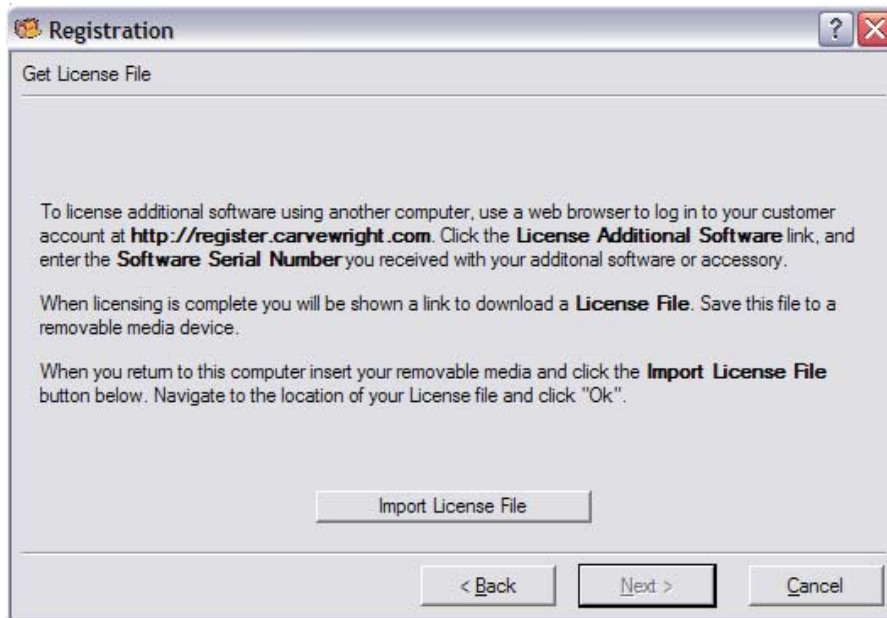 Registration
?
Get License File
To license additional software using another computer, use a web browser to log in to your customer
account at http://register.carvewright.com. Click the License Additional Software link, and
enter the Software Serial Number you received with your additonal software or accessory.
When licensing is complete you will be shown a link to download a License File. Save this file to a
removable media device.
When you return to this computer insert your removable media and click the Import License File
button below. Navigate to the location of your License file and click "Ok".
Import License File
< Back
Next >
Cancel